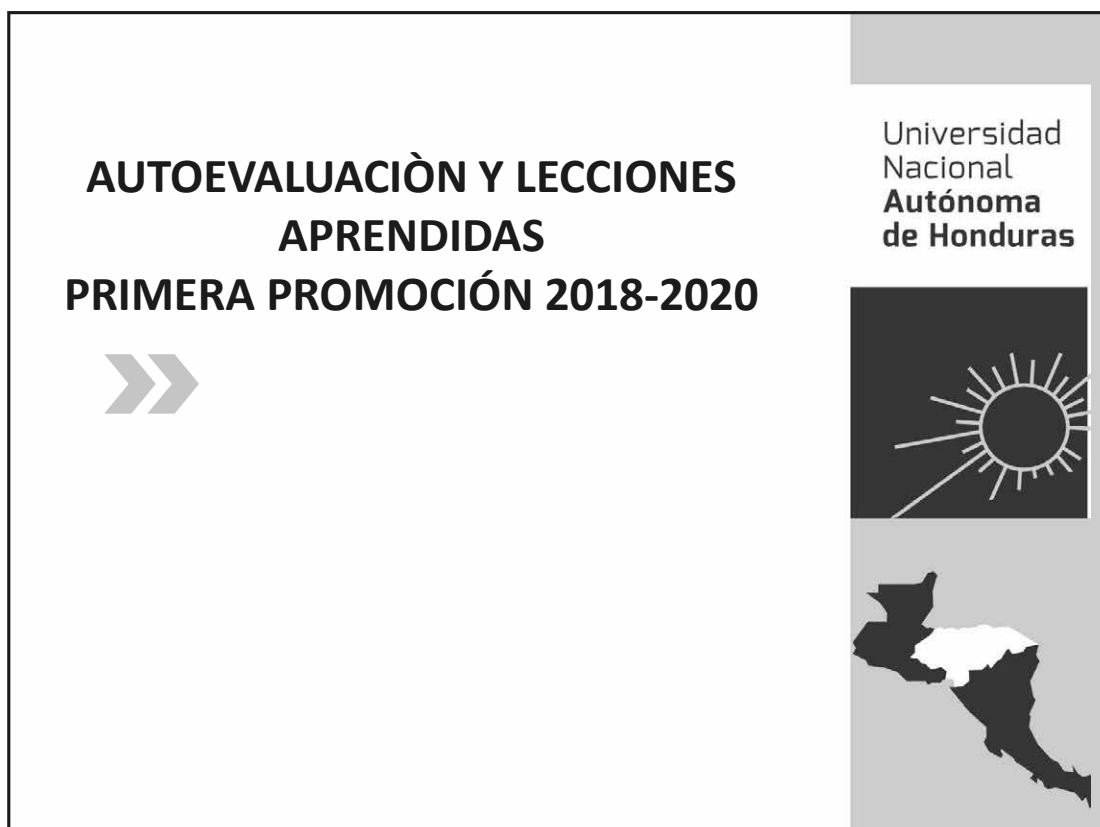 AUTOEVALUACIÒN Y LECCIONES
APRENDIDAS
PRIMERA PROMOCIÓN 2018-2020
Universidad
Nacional
Autónoma
de Honduras